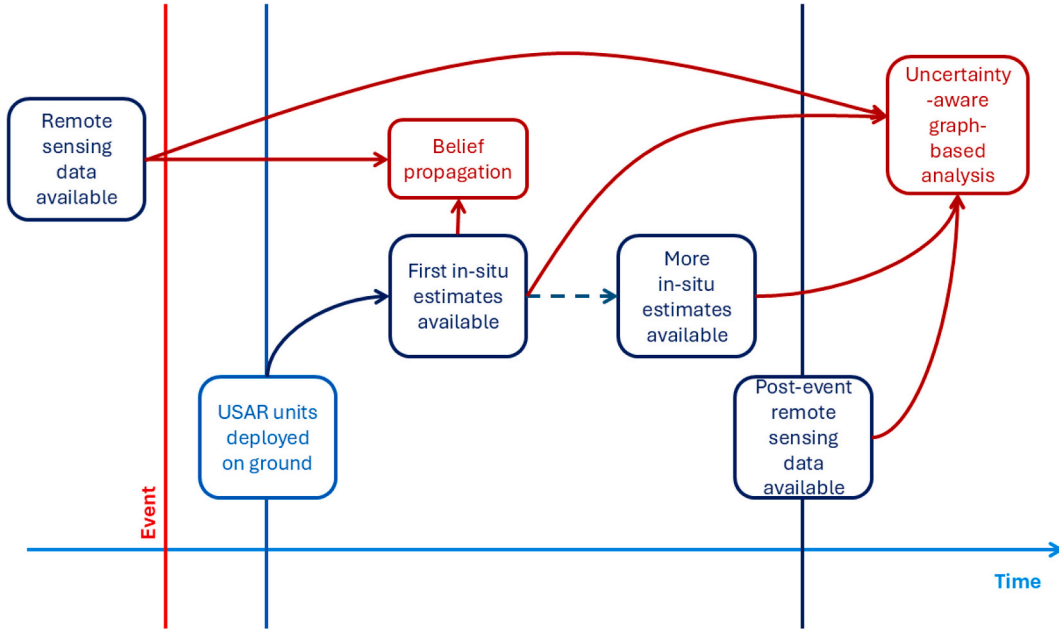 Remote
sensing
data
available
Belief
propagation
Uncertainty
-aware
graph-
based
analysis
First in-situ
estimates
available
More
in-situ
estimates
available
USAR units
deployed
on ground
Post-event
remote
sensing
data
available
Event
Time